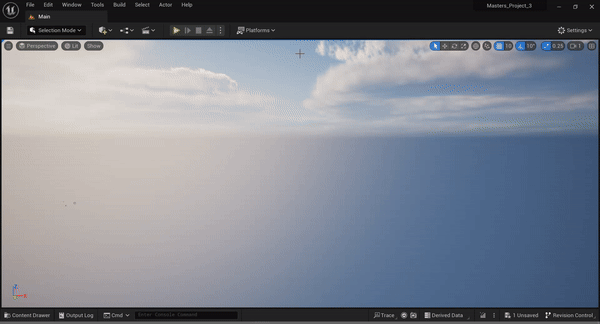 File Edit Window Tools Build Select Actor Help
Masters_Project_3
Main
Selection Mode
Platforms
Settings
Perspective Lit Show
10 10° 0.25 1
Z
X
Content Drawer Output Log Cmd Enter Console Command Trace Derived Data 1 Unsaved Revision Control